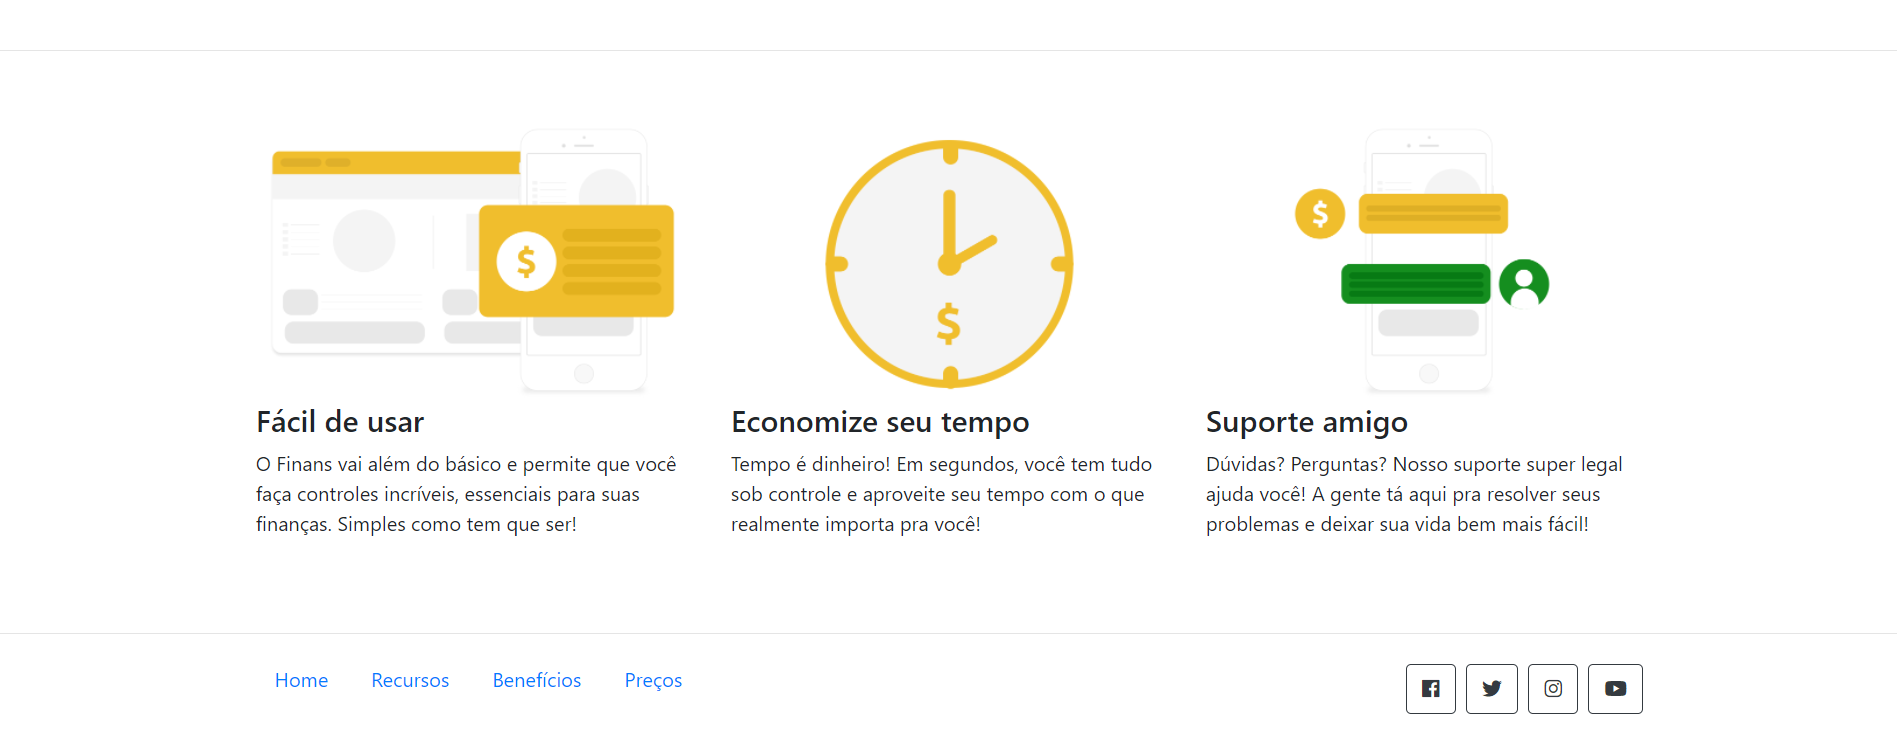 $
$
$
Fácil de usar
O Finans vai além do básico e permite que você
faça controles incríveis, essenciais para suas
finanças. Simples como tem que ser!
Economize seu tempo
Tempo é dinheiro! Em segundos, você tem tudo
sob controle e aproveite seu tempo com o que
realmente importa pra você!
Suporte amigo
Dúvidas? Perguntas? Nosso suporte super legal
ajuda você! A gente tá aqui pra resolver seus
problemas e deixar sua vida bem mais fácil!
Home Recursos Benefícios Preços